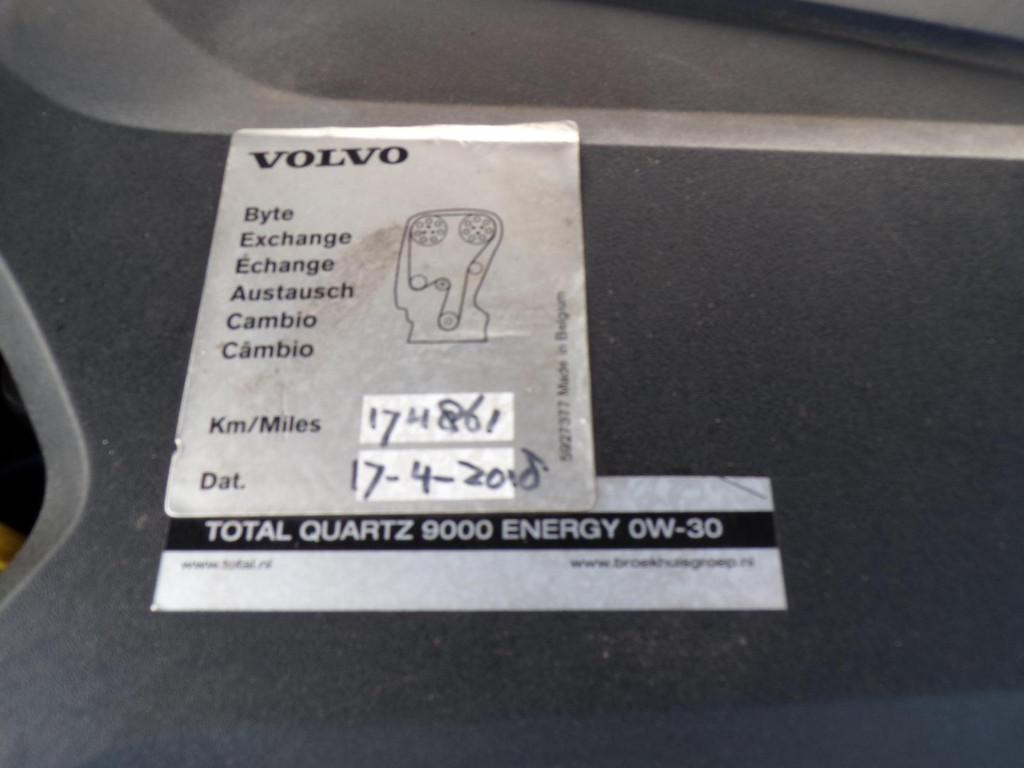 VOLVO
Byte
Exchange
Échange
Austausch
Cambio
Câmbio
Km/Miles 174861
Dat. 17-4-2018
5927377 Made in Belgium
TOTAL QUARTZ 9000 ENERGY 0W-30
www.total.nl www.broekhuisgroep.nl